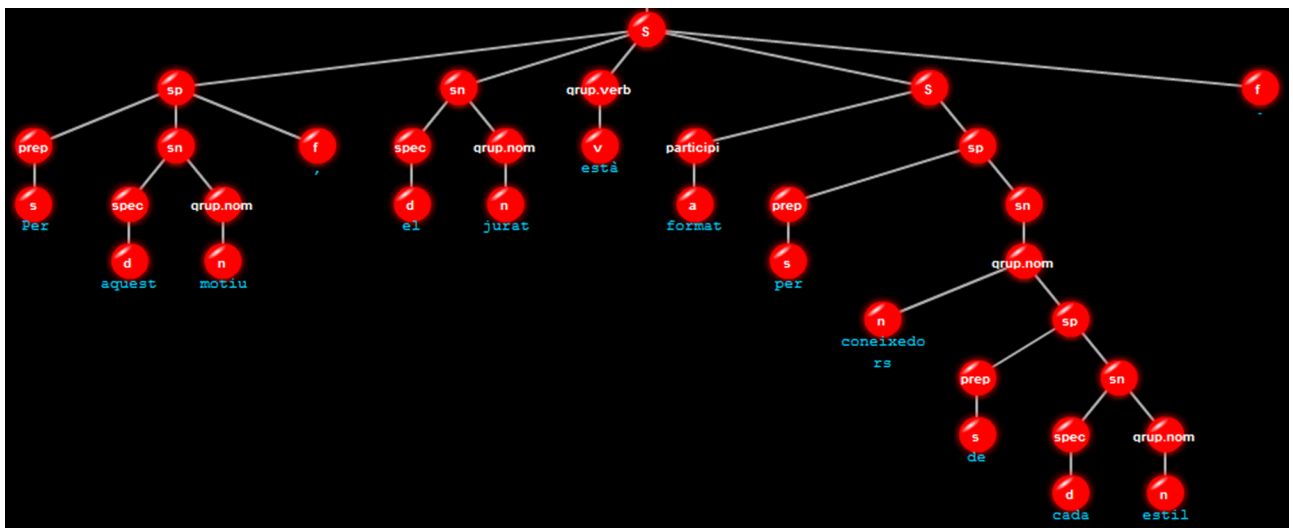 S
sp sn grup.verb S f
.
prep sn f spec grup.nom v participi sp
, està
s spec grup.nom d n a prep sn
Per el jurat format
d n s grup.nom
aquest motiu per
n sp
coneixedo
rs
prep sn
s spec grup.nom
de
d n
cada estil